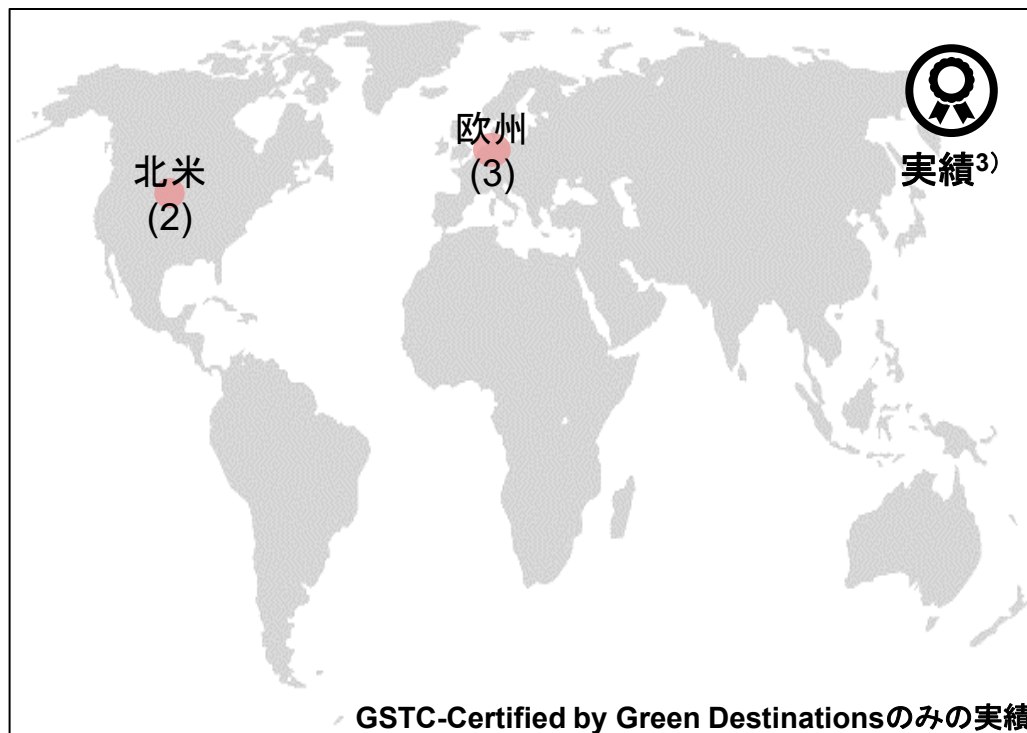 欧州
(3)
北米
(2)
実績3)
GSTC-Certified by Green Destinationsのみの実績